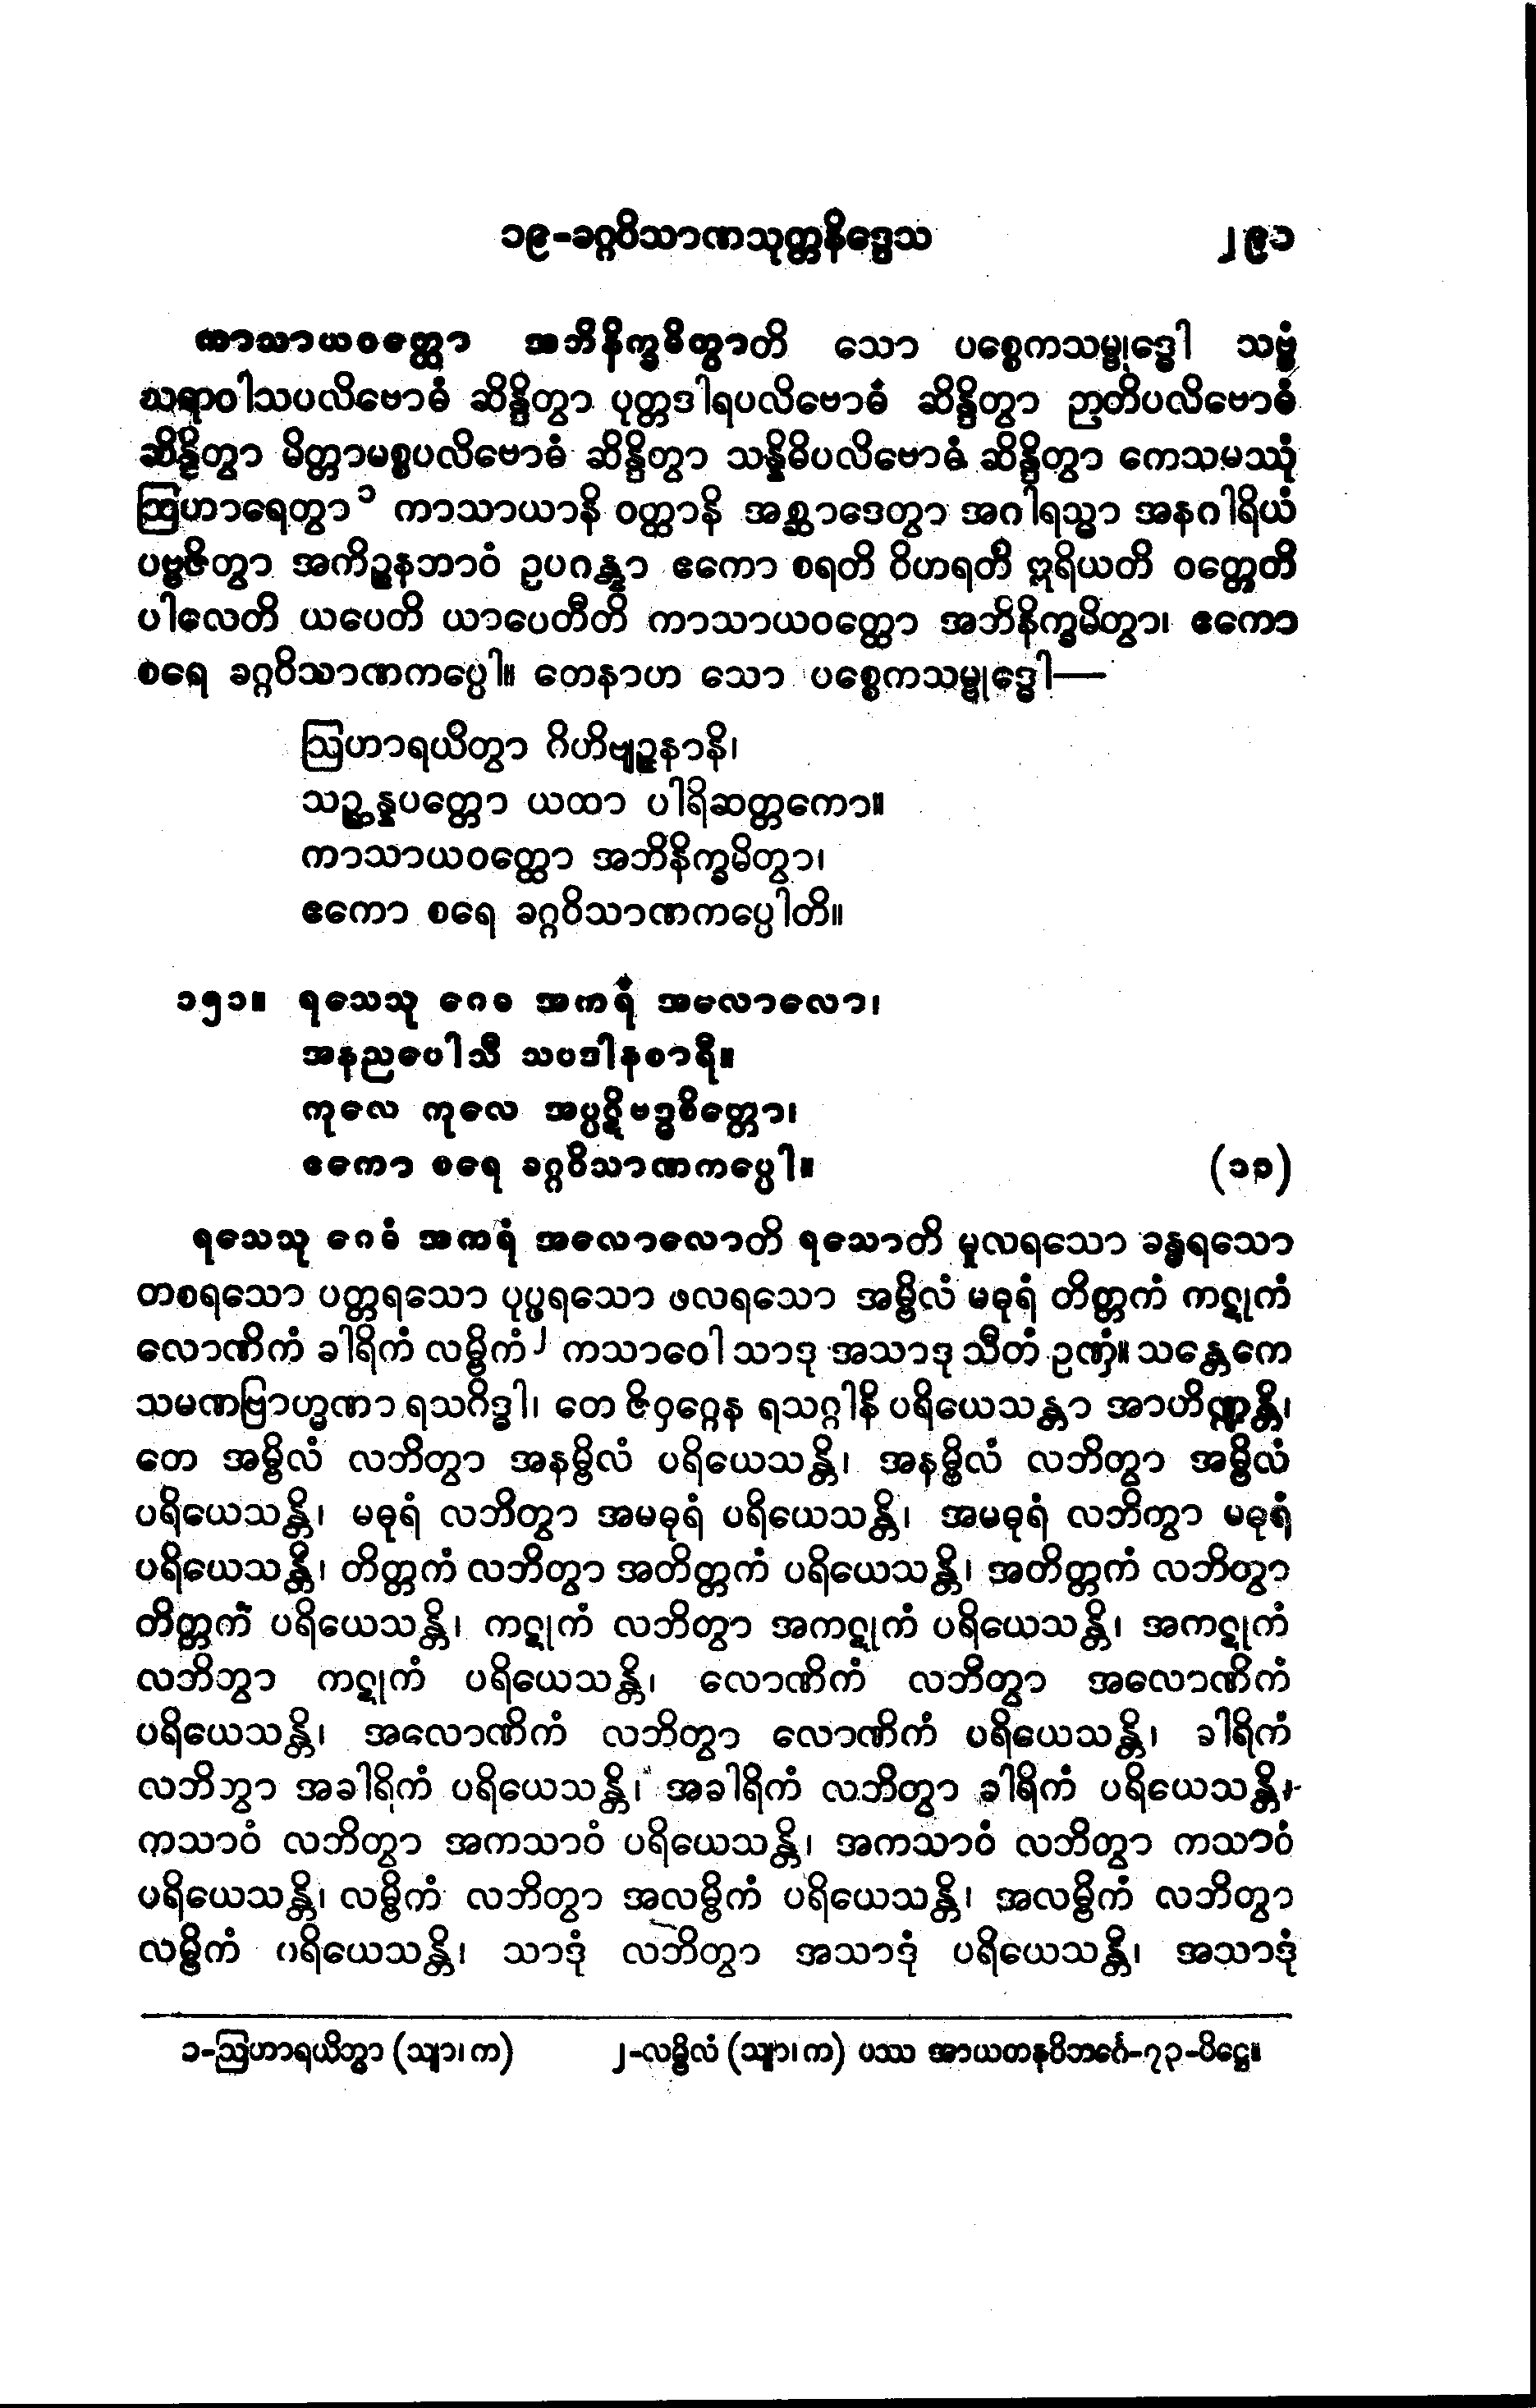 ၁၉-ခဂ္ဂဝိသာဏသုတ္တနိဒ္ဒေသ ၂၉၁
ကာသာယဝတ္ထော အဘိနိက္ခမိတွာတိ သော ပစ္စေကသမ္ဗုဒ္ဓေါ သဗ္ဗံ
ဃရာဝါသပလိဗောဓံ ဆိန္ဒိတွာ ပုတ္တဒါရပလိဗောဓံ ဆိန္ဒိတွာ ဉာတိပလိဗောဓံ
ဆိန္ဒိတွာ မိတ္တာမစ္စပလိဗောဓံ ဆိန္ဒိတွာ သန္နိဓိပလိဗောဓံ ဆိန္ဒိတွာ ကေသမဿုံ
ဩဟာရေတွာ၁ ကာသာယာနိ ဝတ္ထာနိ အစ္ဆာဒေတွာ အဂါရသ္မာ အနဂါရိယံ
ပဗ္ဗဇိတွာ အကိဉ္စနဘာဝံ ဥပဂန္တွာ ဧကော စရတိ ဝိဟရတိ ဣရိယတိ ဝတ္တေတိ
ပါလေတိ ယပေတိ ယာပေတီတိ ကာသာယဝတ္ထော အဘိနိက္ခမိတွာ၊ ဧကော
စရေ ခဂ္ဂဝိသာဏကပ္ပေါ။ တေနာဟ သော ပစ္စေကသမ္ဗုဒ္ဓေါ—
ဩဟာရယိတွာ ဂိဟိဗျဉ္ဇနာနိ၊
သဉ္ဆန္နပတ္တော ယထာ ပါရိဆတ္တကော။
ကာသာယဝတ္ထော အဘိနိက္ခမိတွာ၊
ဧကော စရေ ခဂ္ဂဝိသာဏကပ္ပေါတိ။
၁၅၁။ ရသေသု ဂေဓံ အကရံ အလောလော၊
အနညပေါသီ သပဒါနစာရီ။
ကုလေ ကုလေ အပ္ပဋိဗဒ္ဓစိတ္တော၊
ဧကော စရေ ခဂ္ဂဝိသာဏကပ္ပေါ။ (၁၁)
ရသေသု ဂေဓံ အကရံ အလောလောတိ ရသောတိ မူလရသော ခန္ဓရသော
တစရသော ပတ္တရသော ပုပ္ဖရသော ဖလရသော အမ္ဗိလံ မဓုရံ တိတ္တကံ ကဋုကံ
လောဏိကံ ခါရိကံ လမ္ဗိကံ၂ ကသာဝေါ သာဒု အသာဒု သီတံ ဥဏှံ။ သန္တေကေ
သမဏဗြာဟ္မဏာ ရသဂိဒ္ဓါ၊ တေ ဇိဝှဂ္ဂေန ရသဂ္ဂါနိ ပရိယေသန္တာ အာဟိဏ္ဍန္တိ၊
တေ အမ္ဗိလံ လဘိတွာ အနမ္ဗိလံ ပရိယေသန္တိ၊ အနမ္ဗိလံ လဘိတွာ အမ္ဗိလံ
ပရိယေသန္တိ၊ မဓုရံ လဘိတွာ အမဓုရံ ပရိယေသန္တိ၊ အမဓုရံ လဘိတွာ မဓုရံ
ပရိယေသန္တိ၊ တိတ္တကံ လဘိတွာ အတိတ္တကံ ပရိယေသန္တိ၊ အတိတ္တကံ လဘိတွာ
တိတ္တကံ ပရိယေသန္တိ၊ ကဋုကံ လဘိတွာ အကဋုကံ ပရိယေသန္တိ၊ အကဋုကံ
လဘိတွာ ကဋုကံ ပရိယေသန္တိ၊ လောဏိကံ လဘိတွာ အလောဏိကံ
ပရိယေသန္တိ၊ အလောဏိကံ လဘိတွာ လောဏိကံ ပရိယေသန္တိ၊ ခါရိကံ
လဘိတွာ အခါရိကံ ပရိယေသန္တိ၊ အခါရိကံ လဘိတွာ ခါရိကံ ပရိယေသန္တိ၊
ကသာဝံ လဘိတွာ အကသာဝံ ပရိယေသန္တိ၊ အကသာဝံ လဘိတွာ ကသာဝံ
ပရိယေသန္တိ၊ လမ္ဗိကံ လဘိတွာ အလမ္ဗိကံ ပရိယေသန္တိ၊ အလမ္ဗိကံ လဘိတွာ
လမ္ဗိကံ ပရိယေသန္တိ၊ သာဒုံ လဘိတွာ အသာဒုံ ပရိယေသန္တိ၊ အသာဒုံ
၁-ဩဟာရယိတွာ (သျာ၊ က) ၂-လမ္ဗိလံ (သျာ၊ က) ပဿ အာယတနဝိဘင်္ဂေ-၇၃-ပိဋ္ဌေ။